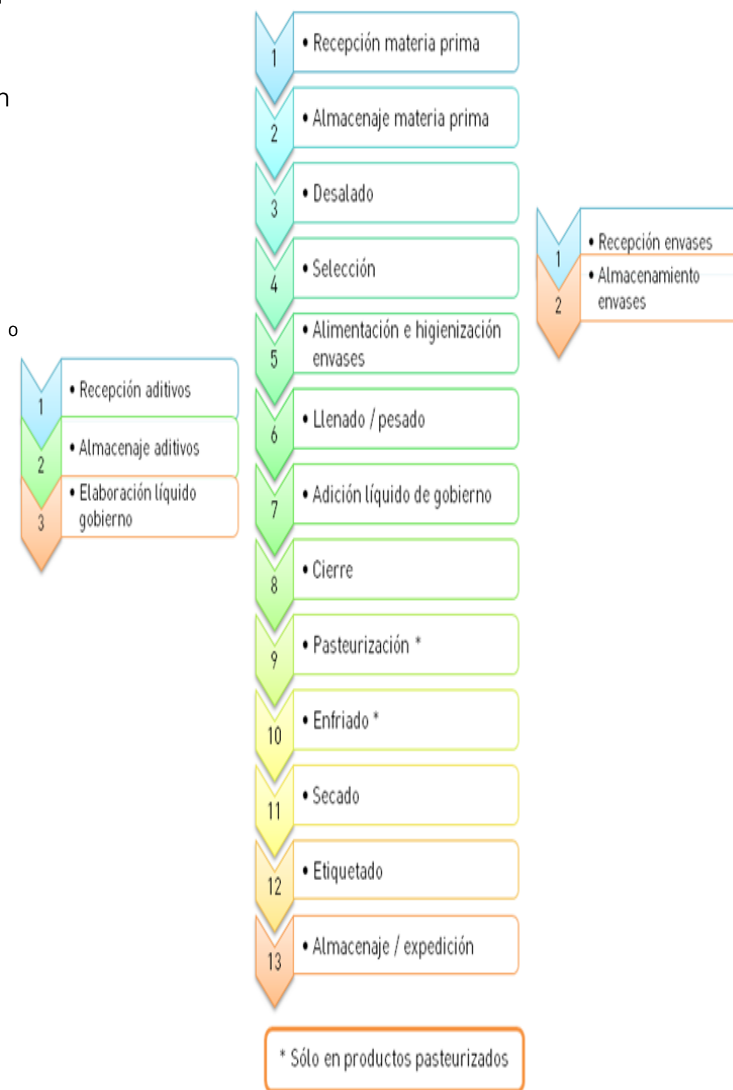 n
o
1
• Recepción aditivos
2
• Almacenaje aditivos
3
• Elaboración líquido
gobierno
1
• Recepción materia prima
2
• Almacenaje materia prima
3
• Desalado
4
• Selección
5
• Alimentación e higienización
envases
6
• Llenado / pesado
7
• Adición líquido de gobierno
8
• Cierre
9
• Pasteurización *
10
• Enfriado *
11
• Secado
12
• Etiquetado
13
• Almacenaje / expedición
* Sólo en productos pasteurizados
1
• Recepción envases
2
• Almacenamiento
envases